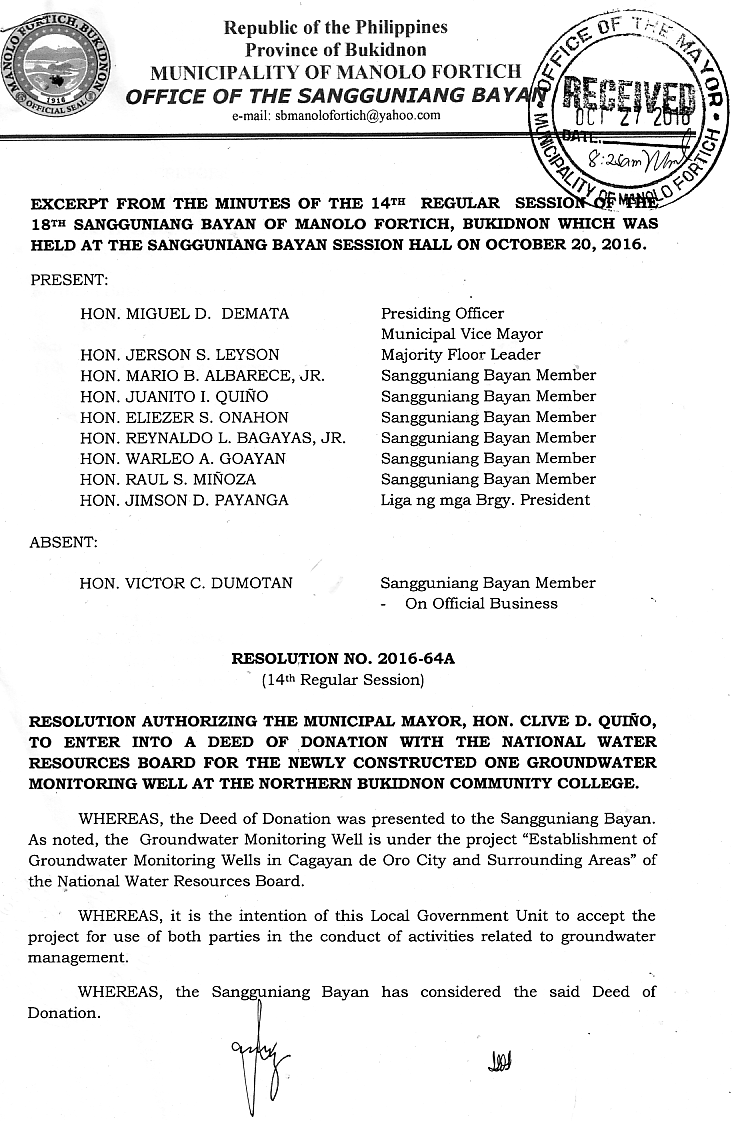 Republic of the Philippines
Province of Bukidnon
MUNICIPALITY OF MANOLO FORTICH
OFFICE OF THE SANGGUNIANG BAYAN
e-mail: sbmanolofortich@yahoo.com
MANOLO FORTICH, BUKIDNON
1916
OFFICIAL SEAL
OFFICE OF THE MAYOR
RECEIVED
OCT 27 2016
DATE:
8:20am
MUNICIPALITY OF MANOLO FORTICH
EXCERPT FROM THE MINUTES OF THE 14TH REGULAR SESSION OF THE
18TH SANGGUNIANG BAYAN OF MANOLO FORTICH, BUKIDNON WHICH WAS
HELD AT THE SANGGUNIANG BAYAN SESSION HALL ON OCTOBER 20, 2016.
PRESENT:
HON. MIGUEL D. DEMATA Presiding Officer
Municipal Vice Mayor
HON. JERSON S. LEYSON Majority Floor Leader
HON. MARIO B. ALBARECE, JR. Sangguniang Bayan Member
HON. JUANITO I. QUIÑO Sangguniang Bayan Member
HON. ELIEZER S. ONAHON Sangguniang Bayan Member
HON. REYNALDO L. BAGAYAS, JR. Sangguniang Bayan Member
HON. WARLEO A. GOAYAN Sangguniang Bayan Member
HON. RAUL S. MIÑOZA Sangguniang Bayan Member
HON. JIMSON D. PAYANGA Liga ng mga Brgy. President
ABSENT:
HON. VICTOR C. DUMOTAN Sangguniang Bayan Member
- On Official Business
RESOLUTION NO. 2016-64A
(14th Regular Session)
RESOLUTION AUTHORIZING THE MUNICIPAL MAYOR, HON. CLIVE D. QUIÑO,
TO ENTER INTO A DEED OF DONATION WITH THE NATIONAL WATER
RESOURCES BOARD FOR THE NEWLY CONSTRUCTED ONE GROUNDWATER
MONITORING WELL AT THE NORTHERN BUKIDNON COMMUNITY COLLEGE.
WHEREAS, the Deed of Donation was presented to the Sangguniang Bayan.
As noted, the Groundwater Monitoring Well is under the project “Establishment of
Groundwater Monitoring Wells in Cagayan de Oro City and Surrounding Areas” of
the National Water Resources Board.
WHEREAS, it is the intention of this Local Government Unit to accept the
project for use of both parties in the conduct of activities related to groundwater
management.
WHEREAS, the Sangguniang Bayan has considered the said Deed of
Donation.